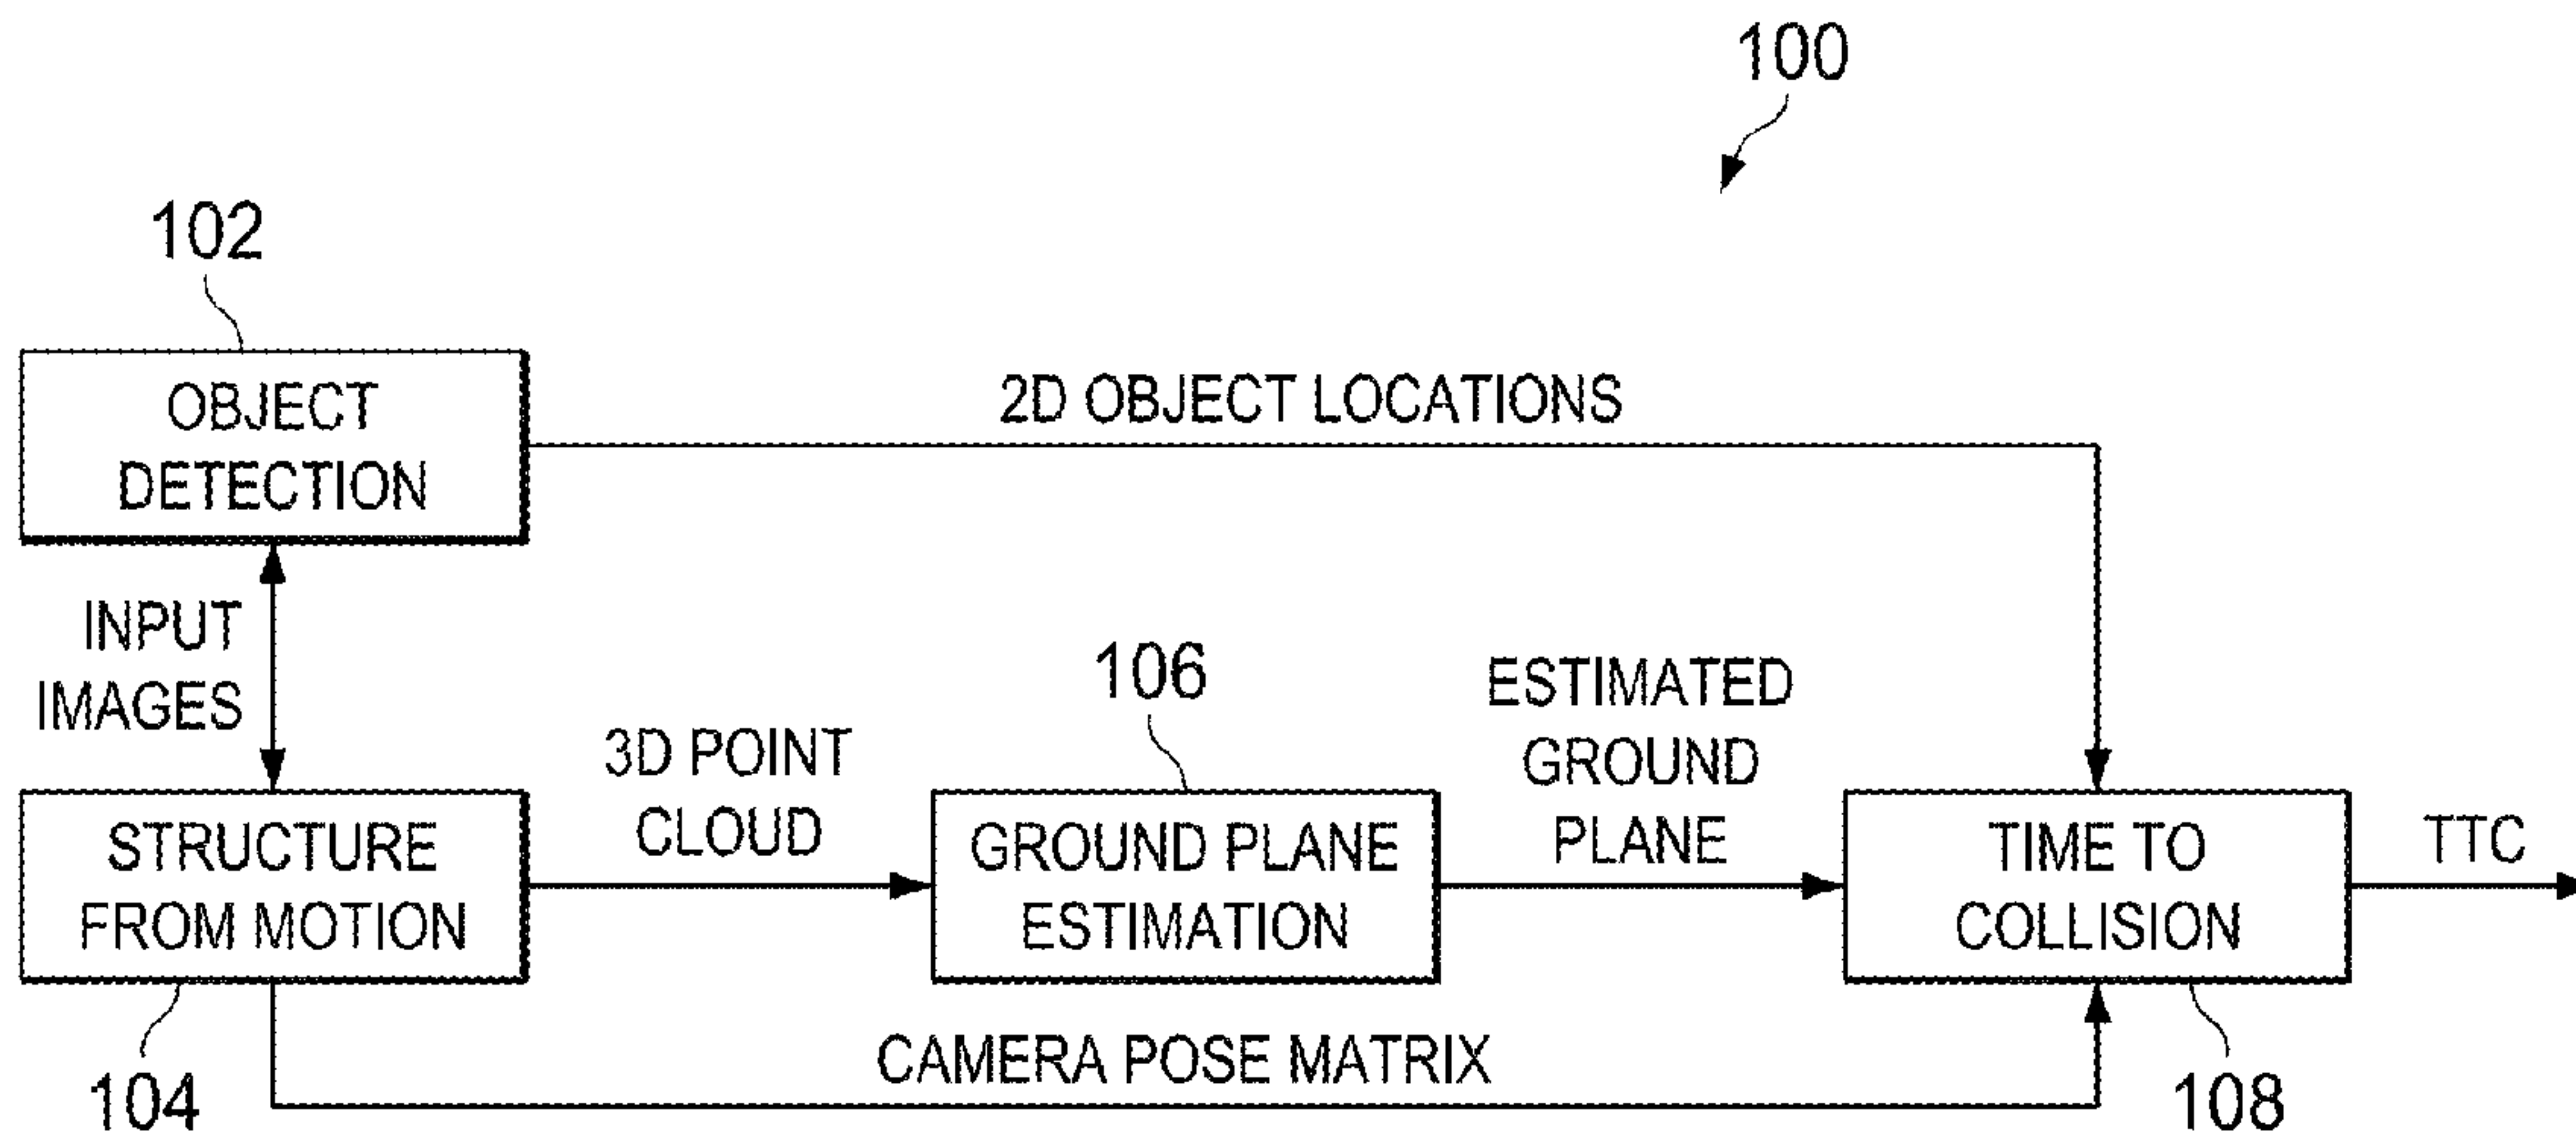 100
102
OBJECT
DETECTION
2D OBJECT LOCATIONS
INPUT
IMAGES
106
3D POINT
CLOUD
ESTIMATED
GROUND
PLANE
STRUCTURE
FROM MOTION
GROUND PLANE
ESTIMATION
TIME TO
COLLISION
TTC
CAMERA POSE MATRIX
104
108